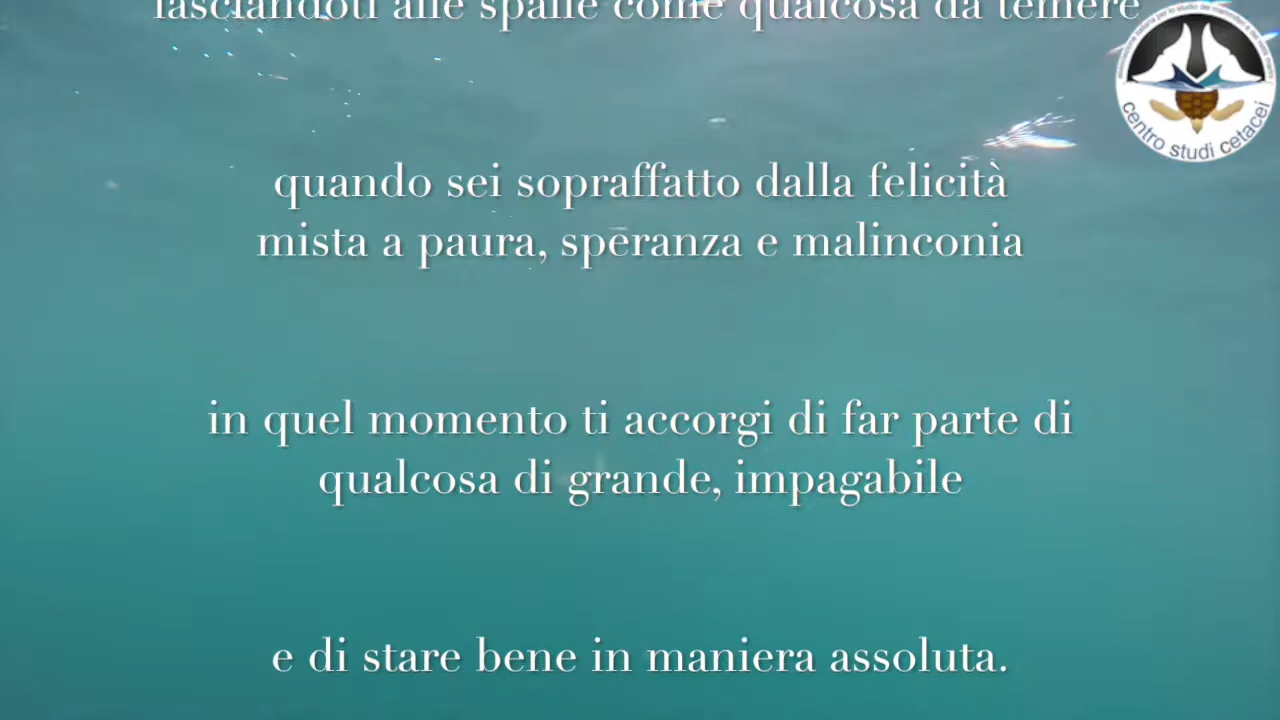 lasciandoti alle spalle come qualcosa da temere
quando sei sopraffatto dalla felicità
mista a paura, speranza e malinconia
in quel momento ti accorgi di far parte di
qualcosa di grande, impagabile
e di stare bene in maniera assoluta.
centro studi cetacei